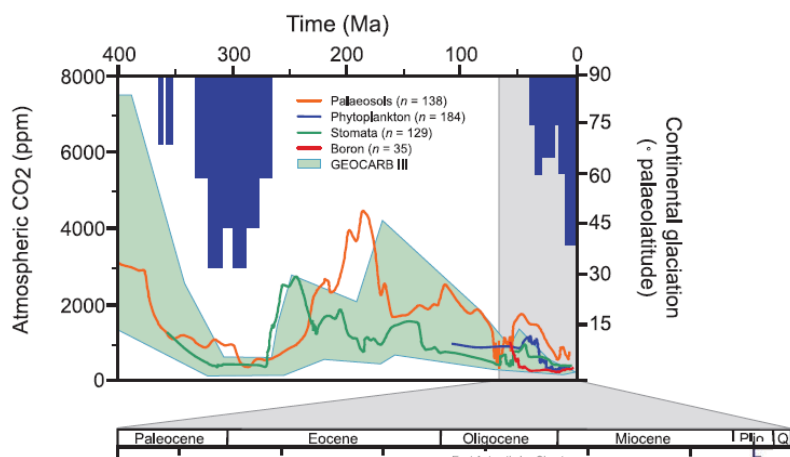 Time (Ma)
400 300 200 100 0
8000 90
Palaeosols (n = 138)
Phytoplankton (n = 184)
75
Stomata (n = 129)
Boron (n = 35)
6000 60
GEOCARB III
Atmospheric CO2 (ppm)
Continental glaciation
(° palaeolatitude)
4000 45
30
2000 15
0
Paleocene Eocene Oligocene Miocene Plio Q